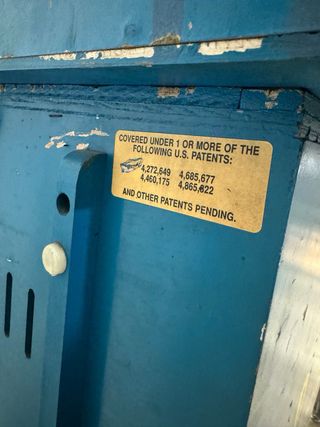 COVERED UNDER 1 OR MORE OF THE
FOLLOWING U.S. PATENTS:
4,272,649 4,685,677
4,460,175 4,865,622
AND OTHER PATENTS PENDING.